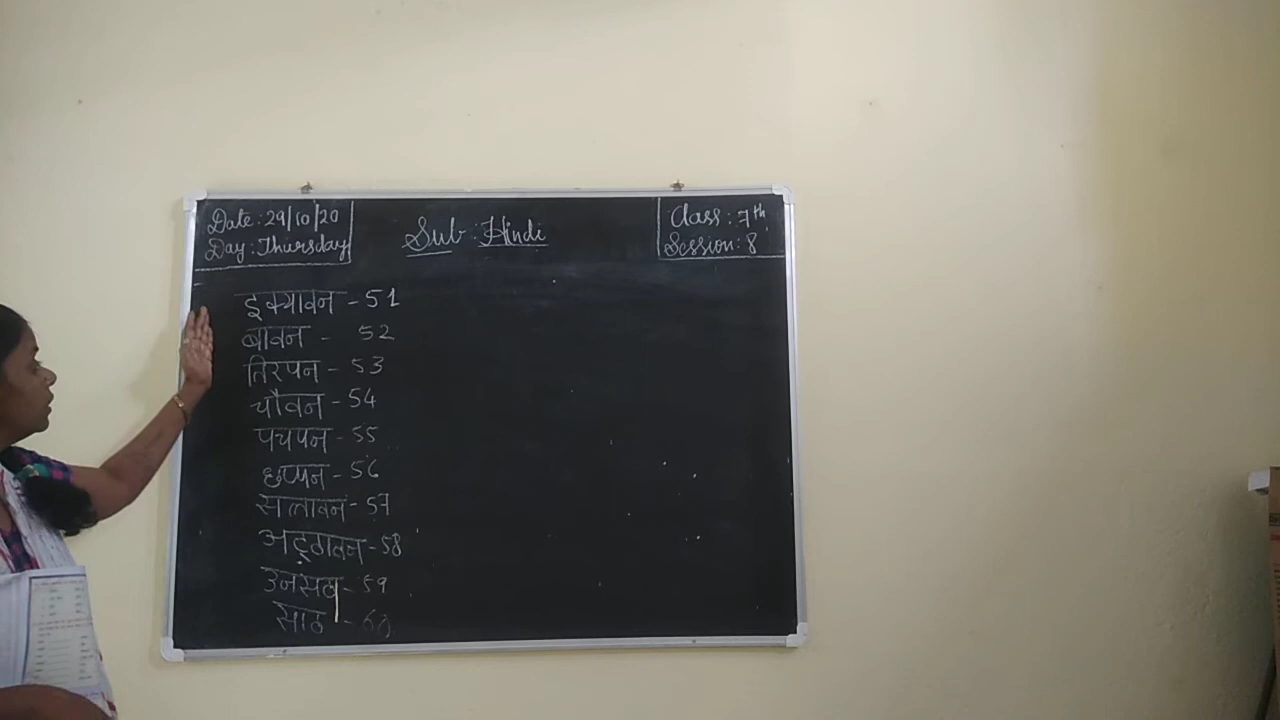 Date: 29/10/20
Day: Thursday
Sub: Hindi
Class: 7th
Session: 8
इक्यावन - 51
बावन - 52
तिरपन - 53
चौवन - 54
पचपन - 55
छप्पन - 56
सत्तावन - 57
अट्ठावन - 58
उनसठ - 59
साठ - 60